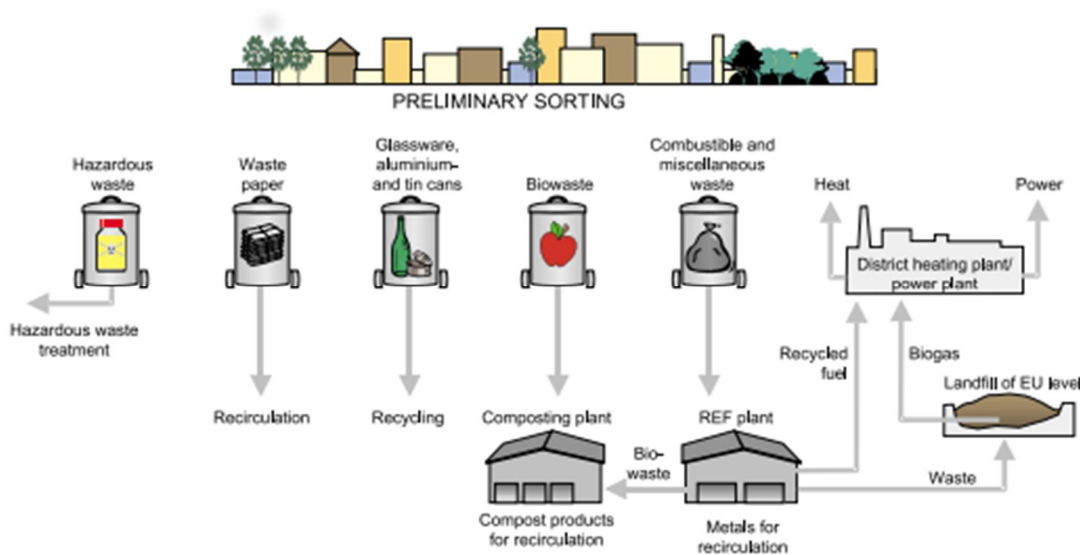 PRELIMINARY SORTING
Hazardous
waste
Waste
paper
Glassware,
aluminium-
and tin cans
Biowaste
Combustible and
miscellaneous
waste
Heat
Power
District heating plant/
power plant
Hazardous waste
treatment
Recycled
fuel
Biogas
Landfill of EU level
Recirculation
Recycling
Composting plant
REF plant
Bio-
waste
Waste
Compost products
for recirculation
Metals for
recirculation